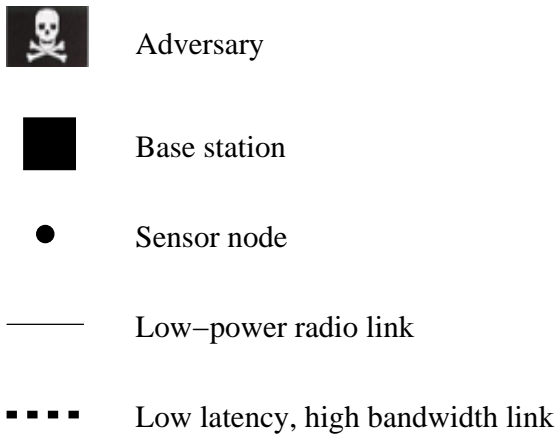 Adversary
Base station
Sensor node
Low−power radio link
Low latency, high bandwidth link